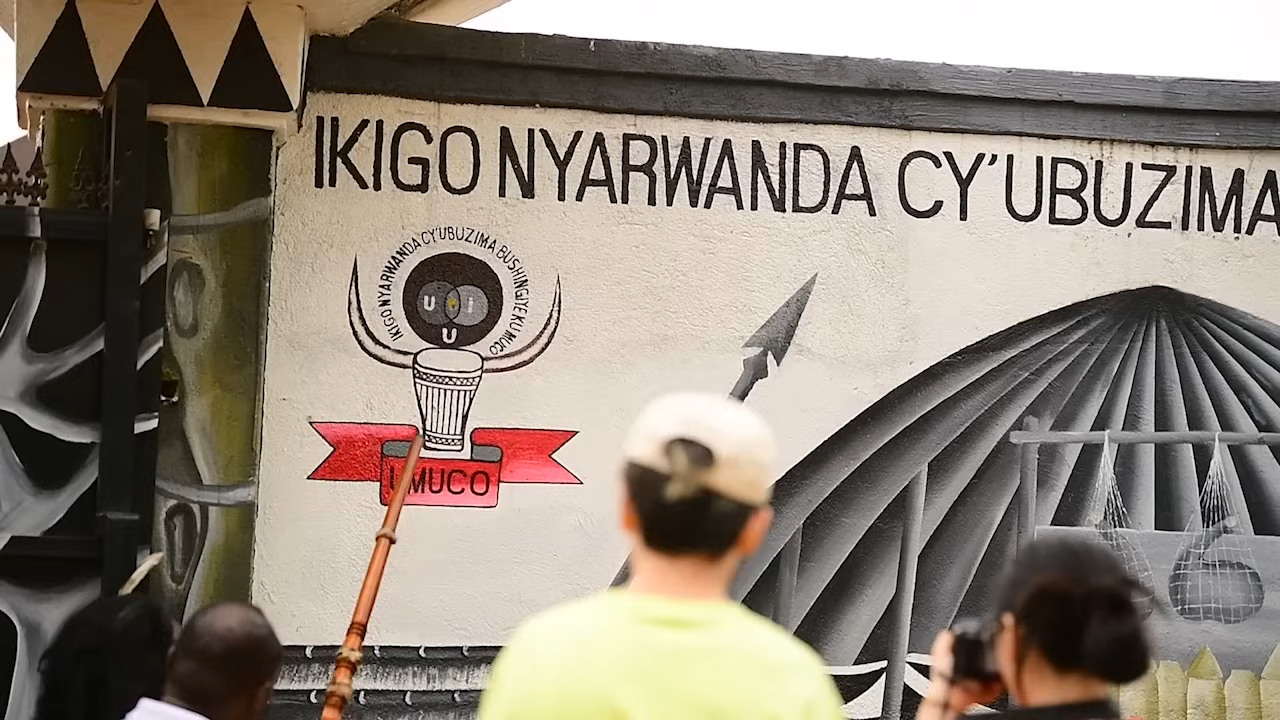 IKIGO NYARWANDA CY'UBUZIMA
IKIGO NYARWANDA CY'UBUZIMA BUSHINGIYE KU MUCO
U U I
U
UMUCO